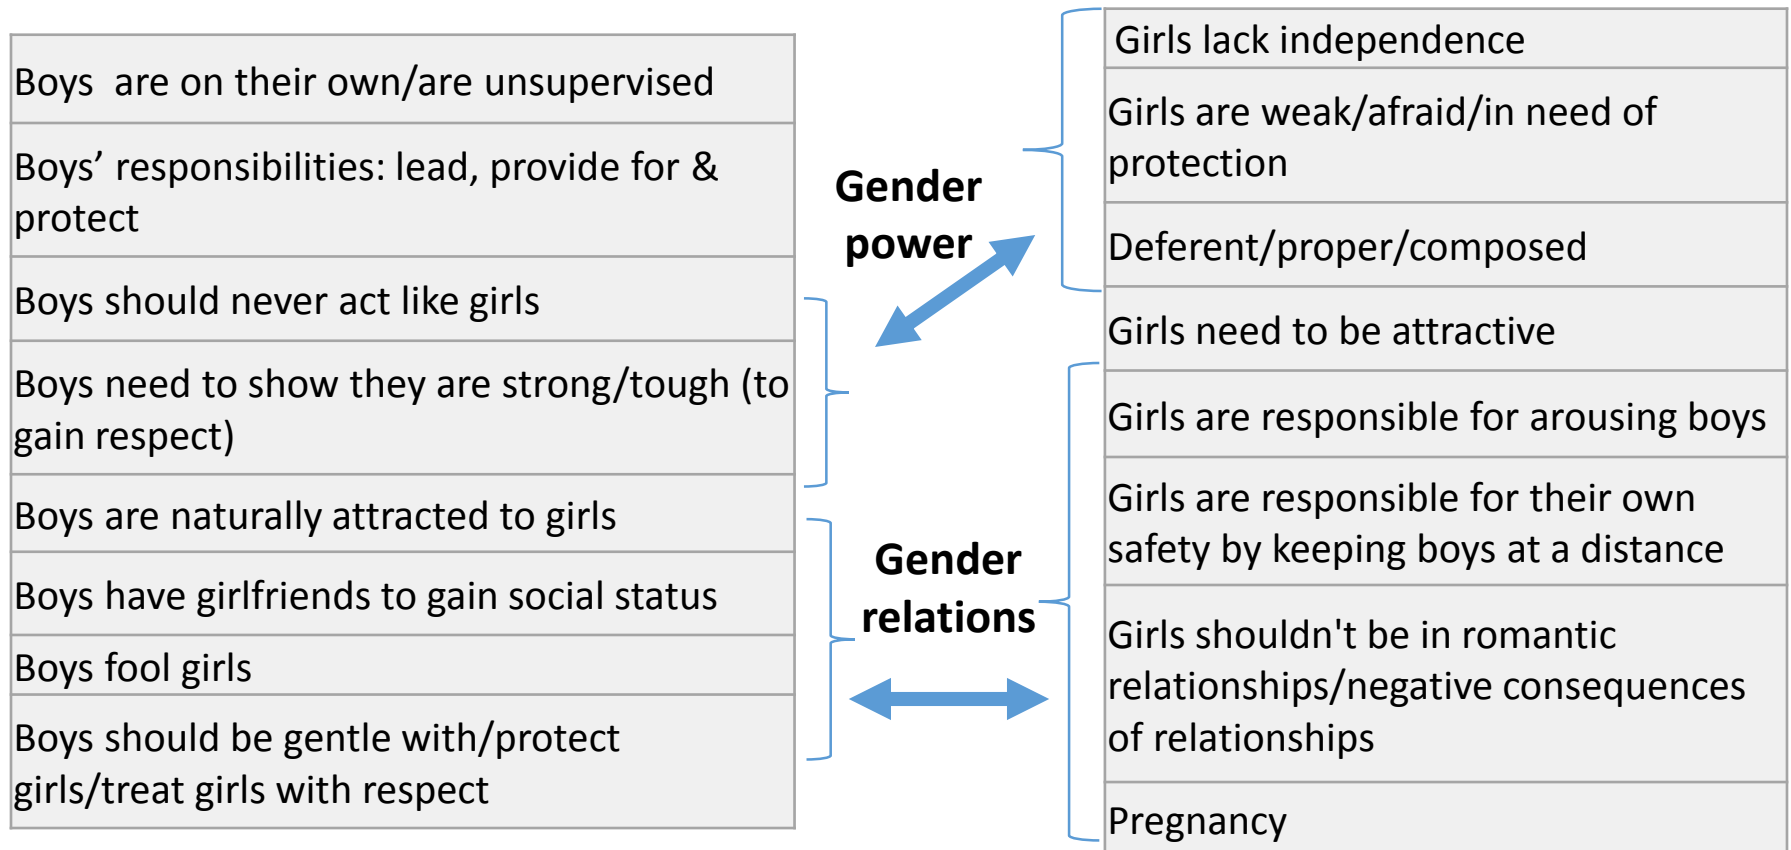 Boys  are on their own/are unsupervised
Boys’ responsibilities: lead, provide for &
protect
Boys should never act like girls
Boys need to show they are strong/tough (to
gain respect)
Boys are naturally attracted to girls
Boys have girlfriends to gain social status
Boys fool girls
Boys should be gentle with/protect
girls/treat girls with respect
Gender
power
Gender
relations
Girls lack independence
Girls are weak/afraid/in need of
protection
Deferent/proper/composed
Girls need to be attractive
Girls are responsible for arousing boys
Girls are responsible for their own
safety by keeping boys at a distance
Girls shouldn't be in romantic
relationships/negative consequences
of relationships
Pregnancy